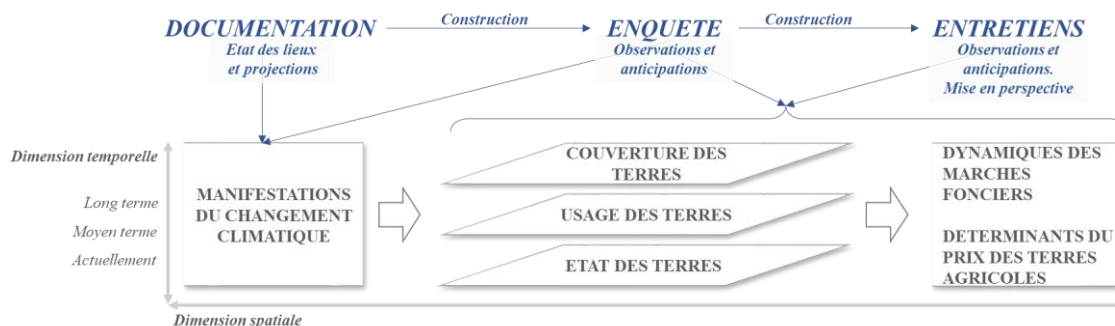 DOCUMENTATION
Construction
ENQUETE
Construction
ENTRETIENS
Etat des lieux
et projections
Observations et
anticipations
Observations et
anticipations.
Mise en perspective
Dimension temporelle
Long terme
Moyen terme
Actuellement
MANIFESTATIONS
DU CHANGEMENT
CLIMATIQUE
COUVERTURE DES
TERRES
USAGE DES TERRES
ETAT DES TERRES
DYNAMIQUES DES
MARCHES
FONCIERS
DETERMINANTS DU
PRIX DES TERRES
AGRICOLES
Dimension spatiale